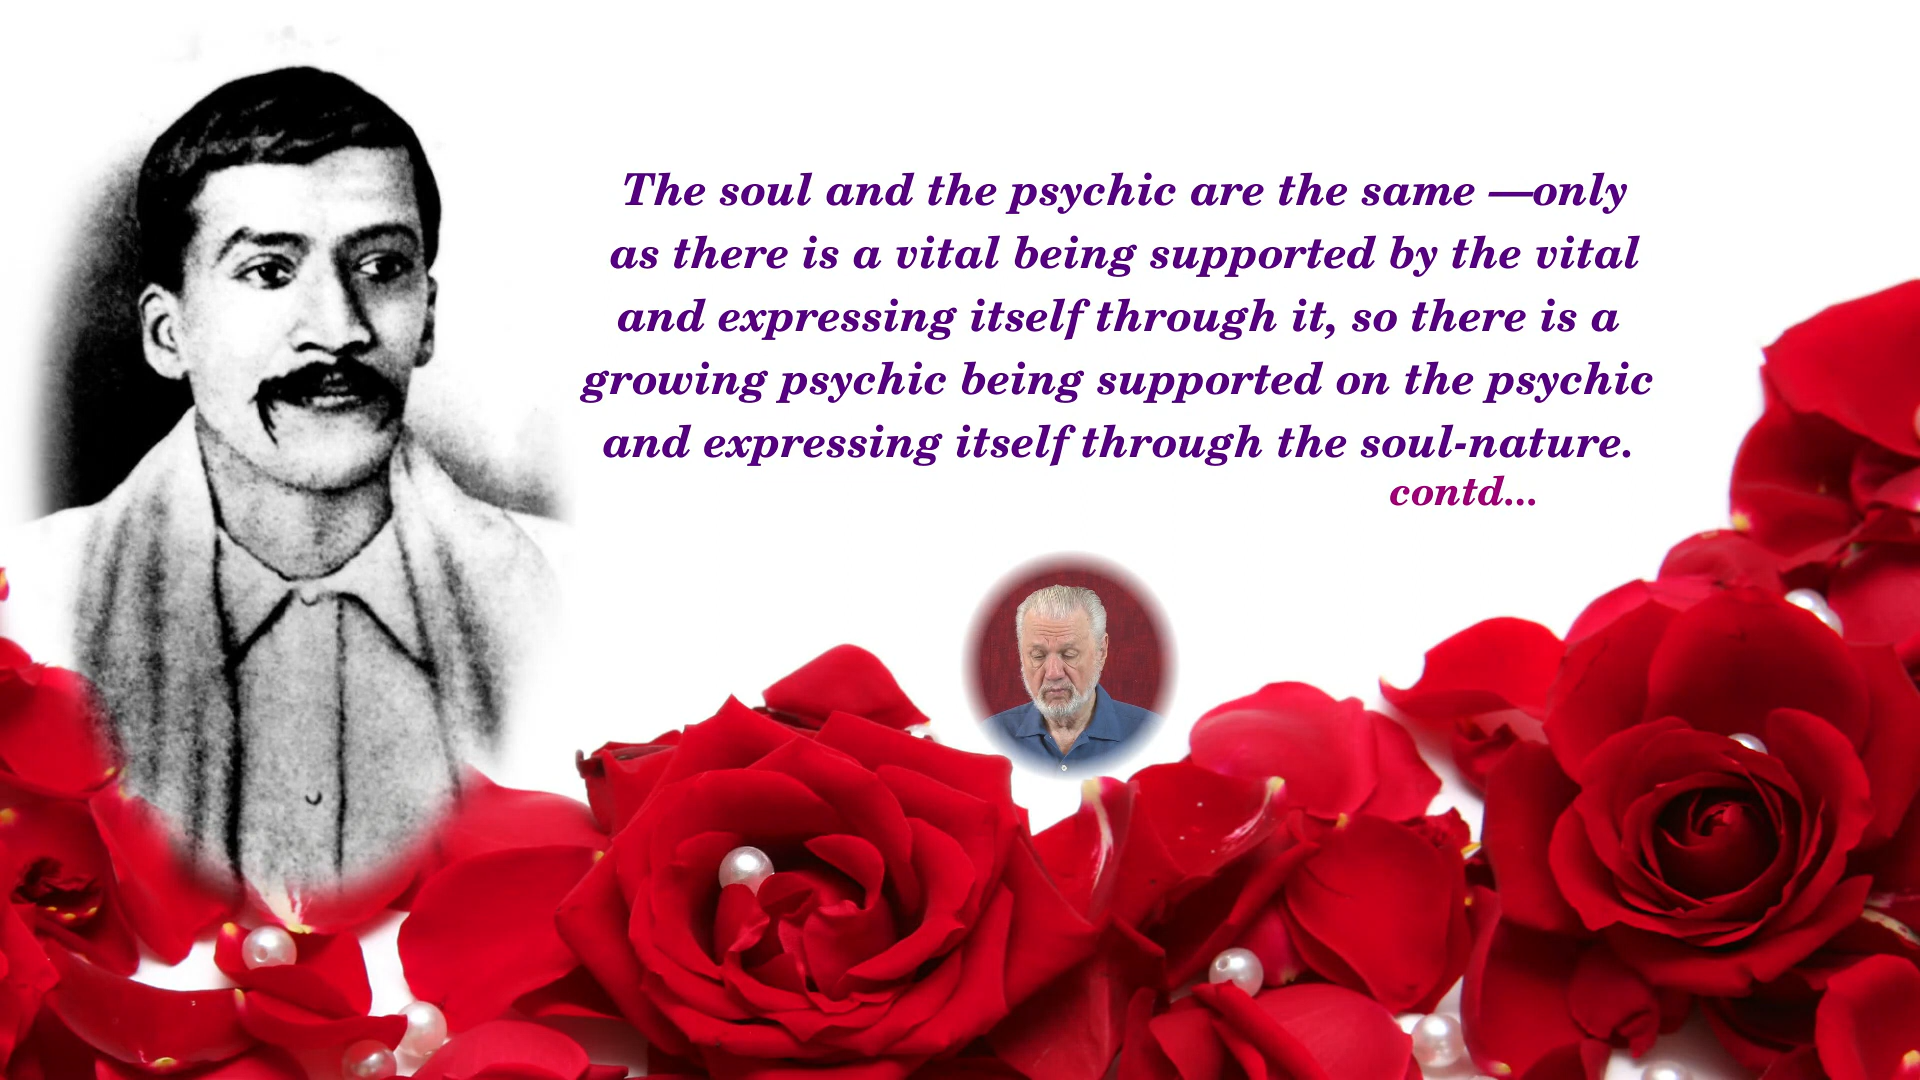 The soul and the psychic are the same —only
as there is a vital being supported by the vital
and expressing itself through it, so there is a
growing psychic being supported on the psychic
and expressing itself through the soul-nature.
contd...